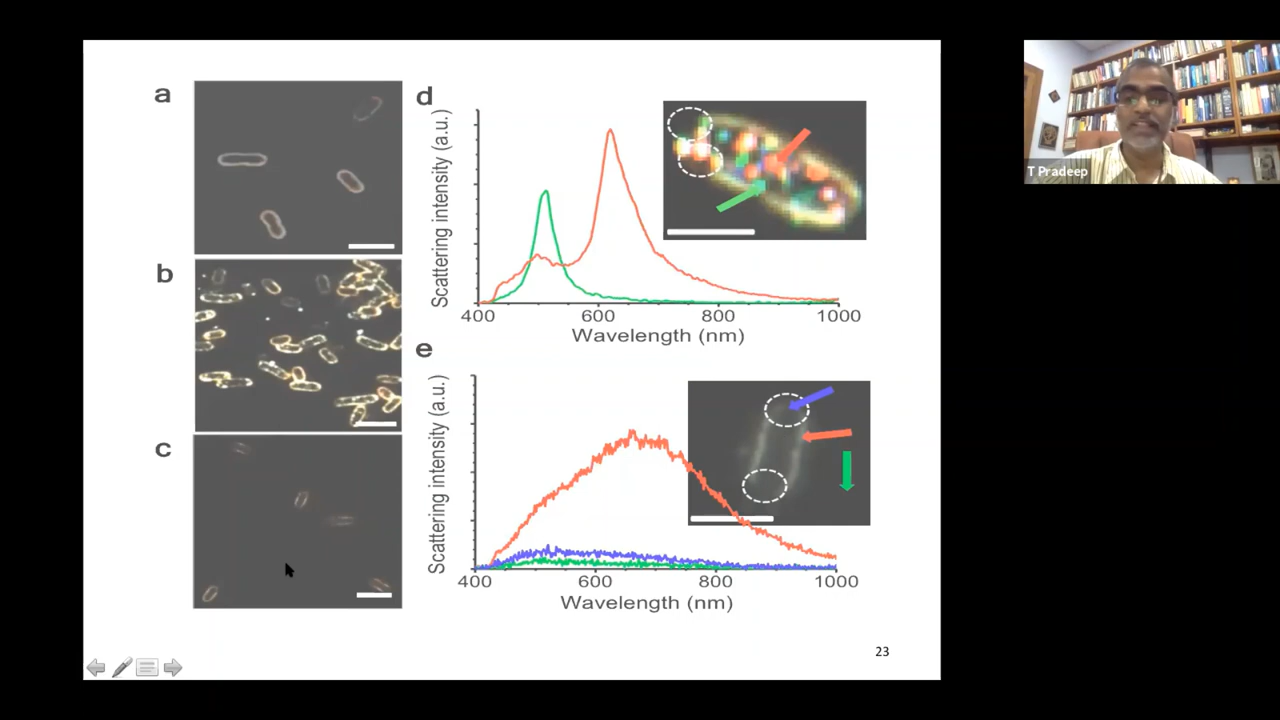 a
b
c
d
Scattering intensity (a.u.)
400
600
800
1000
Wavelength (nm)
e
Scattering intensity (a.u.)
400
600
800
1000
Wavelength (nm)
23
T Pradeep